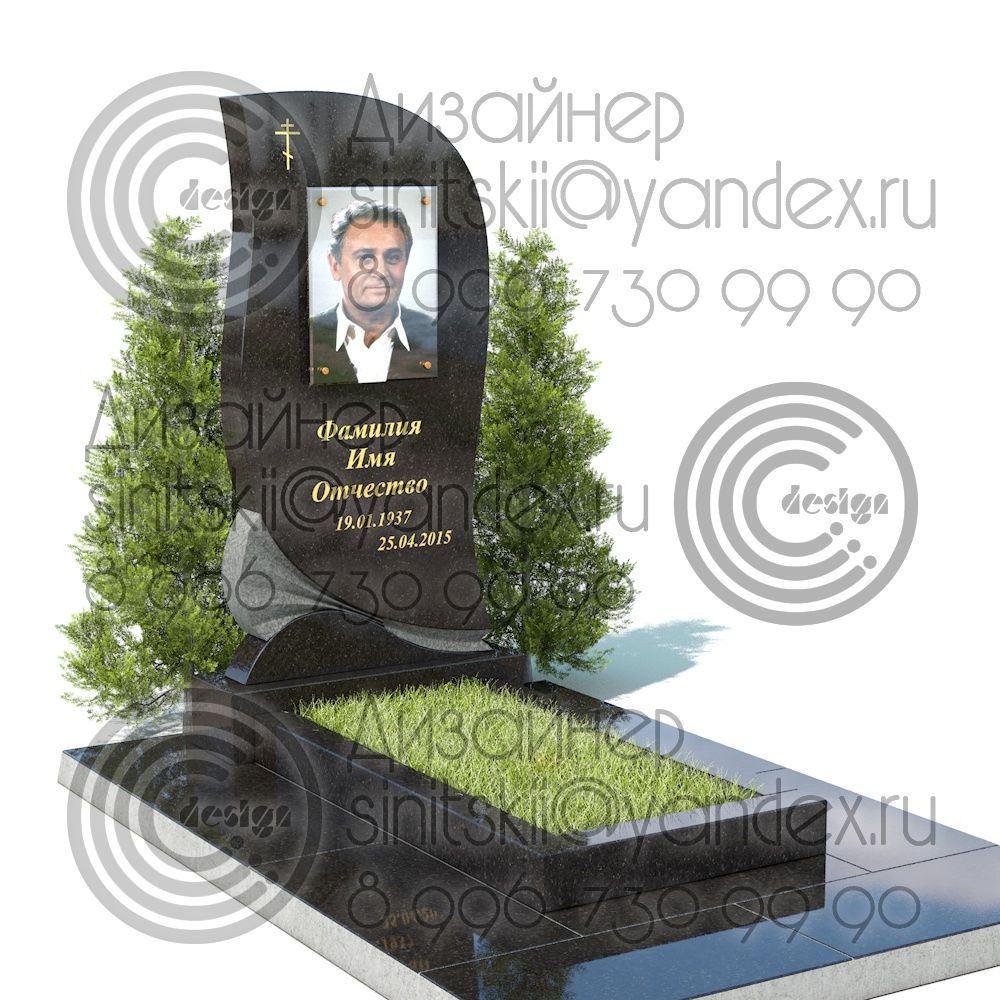 Дизайнер
design
sinitskii@yandex.ru
8 996 730 99 90
Дизайнер
Фамилия
Имя
Отчество
sinitskii@yandex.ru
design
19.01.1937
25.04.2015
8 996 730 99 90
Дизайнер
design
sinitskii@yandex.ru
8 996 730 99 90